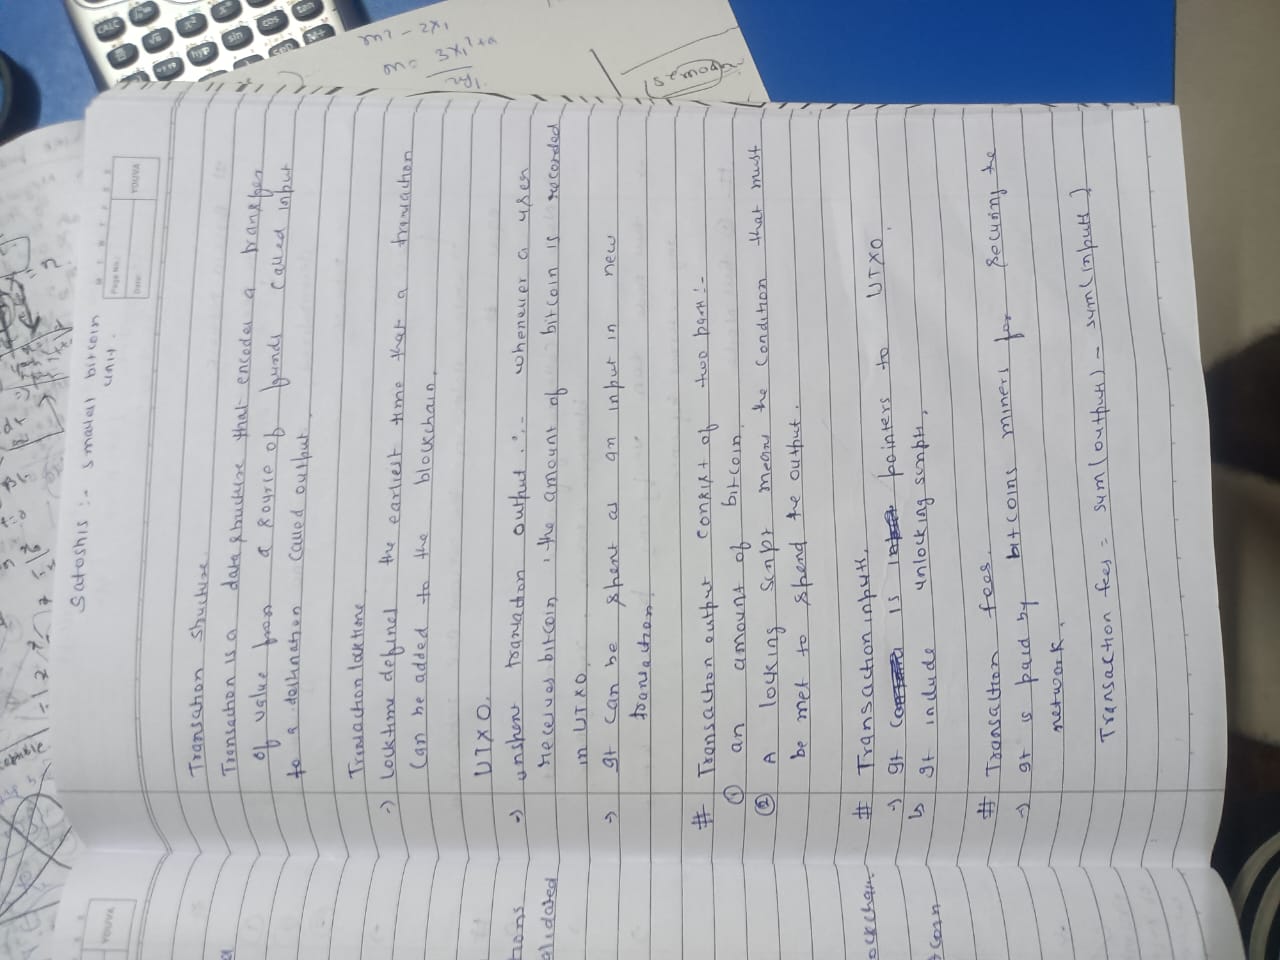 Satoshis :- smallest bitcoin
unit.
Page No.:
Date:
YOUVA
YOUVA
Transaction structure.
Transaction is a data structure that encodes a transfer
of value from a source of funds called input
to a destination called output.
Transaction locktime
-> Locktime defines the earliest time that a transaction
can be added to the blockchain.
UTXO.
-> unspent transaction output :- whenever a user
receives bitcoin, the amount of bitcoin is recorded
in UTXO.
-> It can be spent as an input in new
transaction.
# Transaction output consist of two parts :-
① an amount of bitcoin.
② A locking script means the condition that must
be met to spend the output.
# Transaction inputs.
-> It is pointers to UTXO.
↳ It include unlocking scripts.
# Transaction fees.
-> It is paid by bitcoins miners for securing the
network.
Transaction fees = sum(outputs) - sum(inputs)
tions
alidated
ockchain
coin